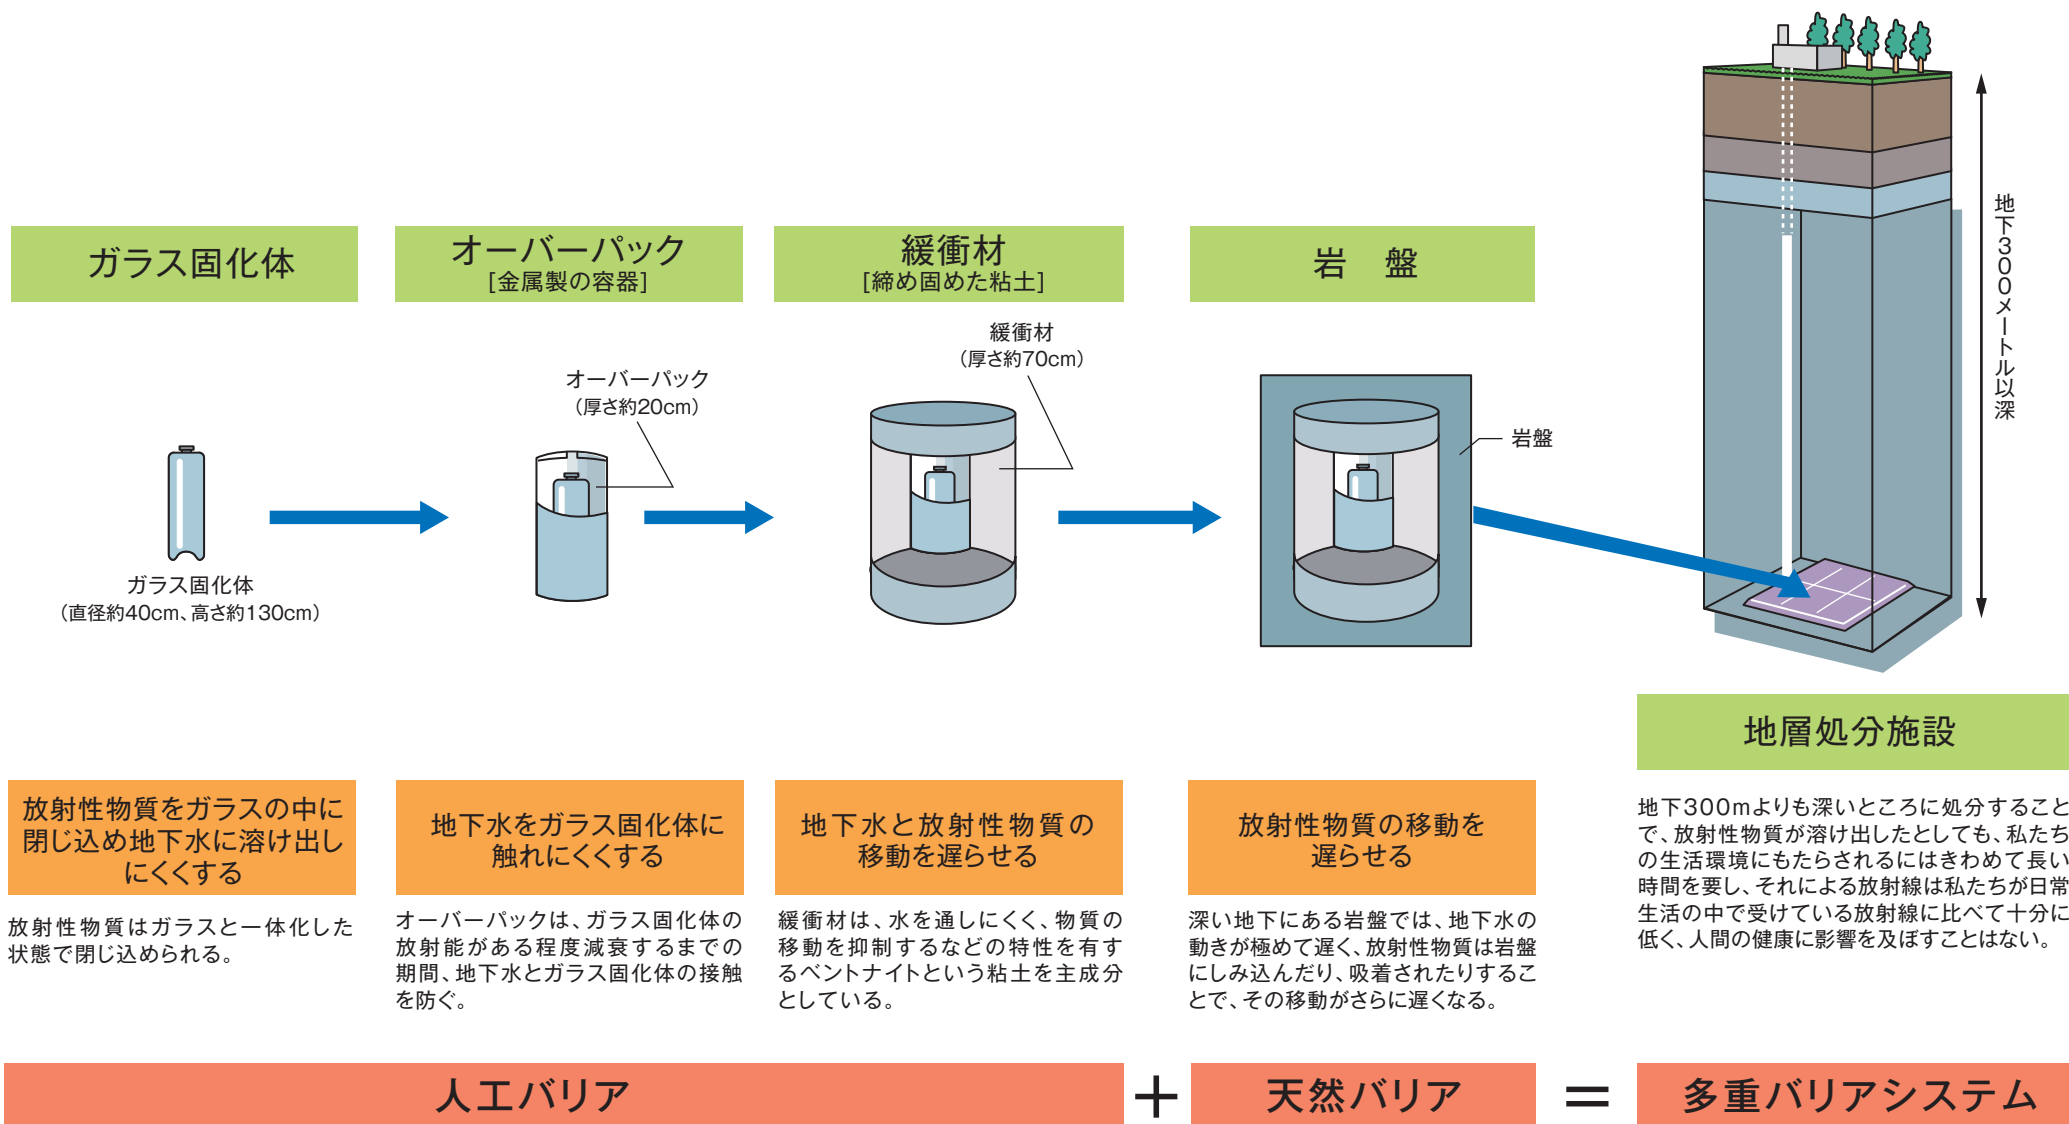 ガラス固化体
オーバーパック
[金属製の容器]
緩衝材
[締め固めた粘土]
岩　盤
ガラス固化体
（直径約40cm、高さ約130cm）
オーバーパック
（厚さ約20cm）
緩衝材
（厚さ約70cm）
岩盤
地下300メートル以深
地層処分施設
放射性物質をガラスの中に
閉じ込め地下水に溶け出し
にくくする
放射性物質はガラスと一体化した
状態で閉じ込められる。
地下水をガラス固化体に
触れにくくする
オーバーパックは、ガラス固化体の
放射能がある程度減衰するまでの
期間、地下水とガラス固化体の接触
を防ぐ。
地下水と放射性物質の
移動を遅らせる
緩衝材は、水を通しにくく、物質の
移動を抑制するなどの特性を有す
るベントナイトという粘土を主成分
としている。
放射性物質の移動を
遅らせる
深い地下にある岩盤では、地下水の
動きが極めて遅く、放射性物質は岩盤
にしみ込んだり、吸着されたりするこ
とで、その移動がさらに遅くなる。
地下300mよりも深いところに処分すること
で、放射性物質が溶け出したとしても、私たち
の生活環境にもたらされるにはきわめて長い
時間を要し、それによる放射線は私たちが日常
生活の中で受けている放射線に比べて十分に
低く、人間の健康に影響を及ぼすことはない。
人工バリア
＋
天然バリア
＝
多重バリアシステム